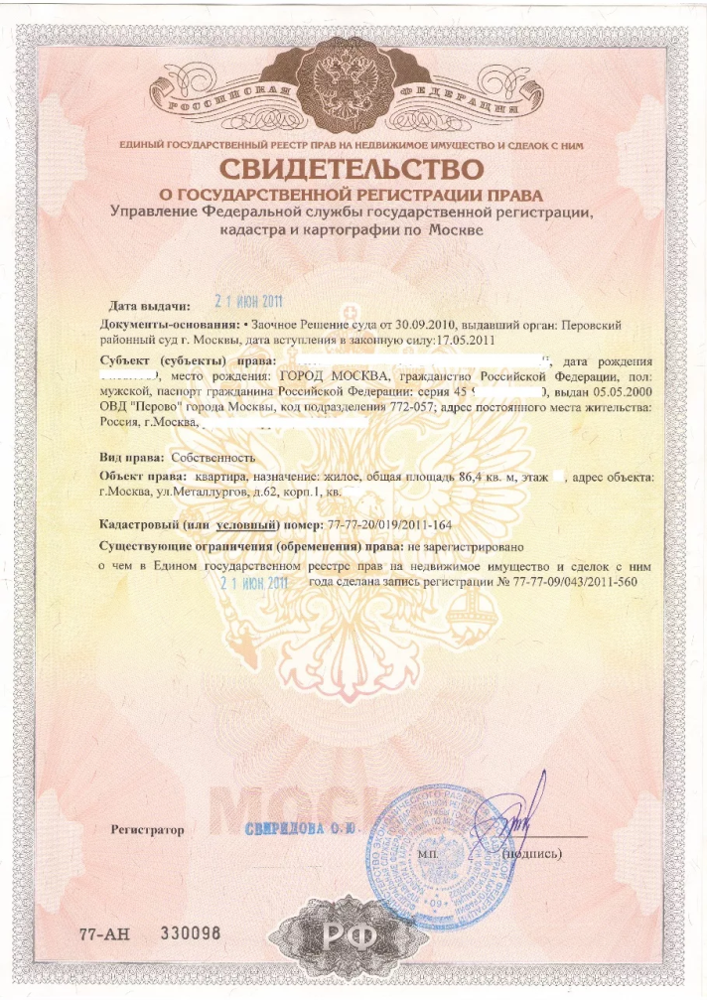 РОССИЙСКАЯ ФЕДЕРАЦИЯ
ЕДИНЫЙ ГОСУДАРСТВЕННЫЙ РЕЕСТР ПРАВ НА НЕДВИЖИМОЕ ИМУЩЕСТВО И СДЕЛОК С НИМ
СВИДЕТЕЛЬСТВО
О ГОСУДАРСТВЕННОЙ РЕГИСТРАЦИИ ПРАВА
Управление Федеральной службы государственной регистрации,
кадастра и картографии по Москве
Дата выдачи: 21 ИЮН 2011
Документы-основания: • Заочное Решение суда от 30.09.2010, выдавший орган: Перовский
районный суд г. Москвы, дата вступления в законную силу:17.05.2011
Субъект (субъекты) права: , дата рождения
, место рождения: ГОРОД МОСКВА, гражданство Российской Федерации, пол:
мужской, паспорт гражданина Российской Федерации: серия 45 , выдан 05.05.2000
ОВД "Перово" города Москвы, код подразделения 772-057; адрес постоянного места жительства:
Россия, г.Москва,
Вид права: Собственность
Объект права: квартира, назначение: жилое, общая площадь 86,4 кв. м, этаж , адрес объекта:
г.Москва, ул.Металлургов, д.62, корп.1, кв.
Кадастровый (или условный) номер: 77-77-20/019/2011-164
Существующие ограничения (обременения) права: не зарегистрировано
о чем в Едином государственном реестре прав на недвижимое имущество и сделок с ним
21 ИЮН 2011 года сделана запись регистрации № 77-77-09/043/2011-560
МОСКВА
Регистратор СВИРИДОВА О.Ю.
м.п. (подпись)
77-АН 330098
РФ